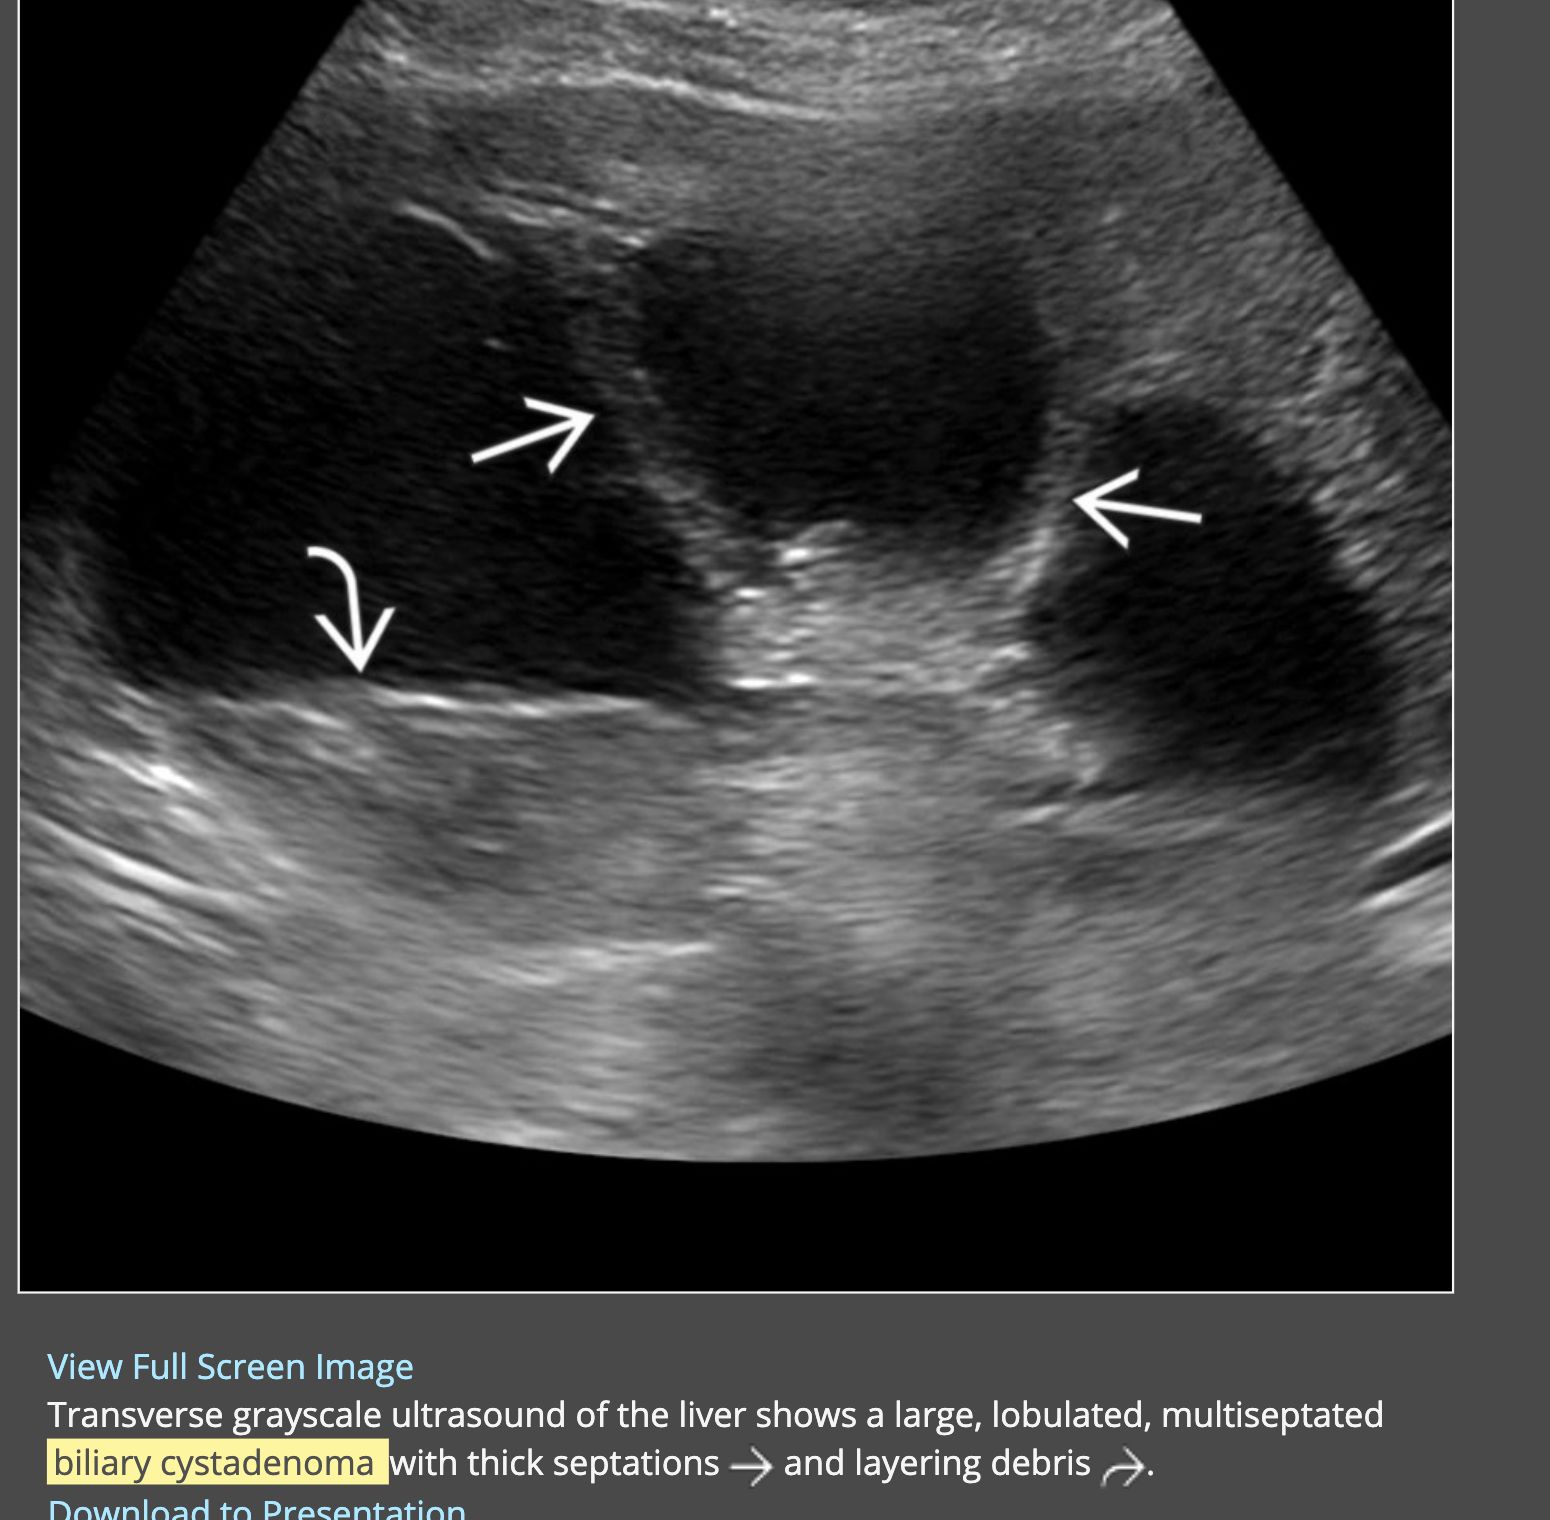 View Full Screen Image
Transverse grayscale ultrasound of the liver shows a large, lobulated, multiseptated
biliary cystadenoma with thick septations → and layering debris ↷.
Download to Presentation